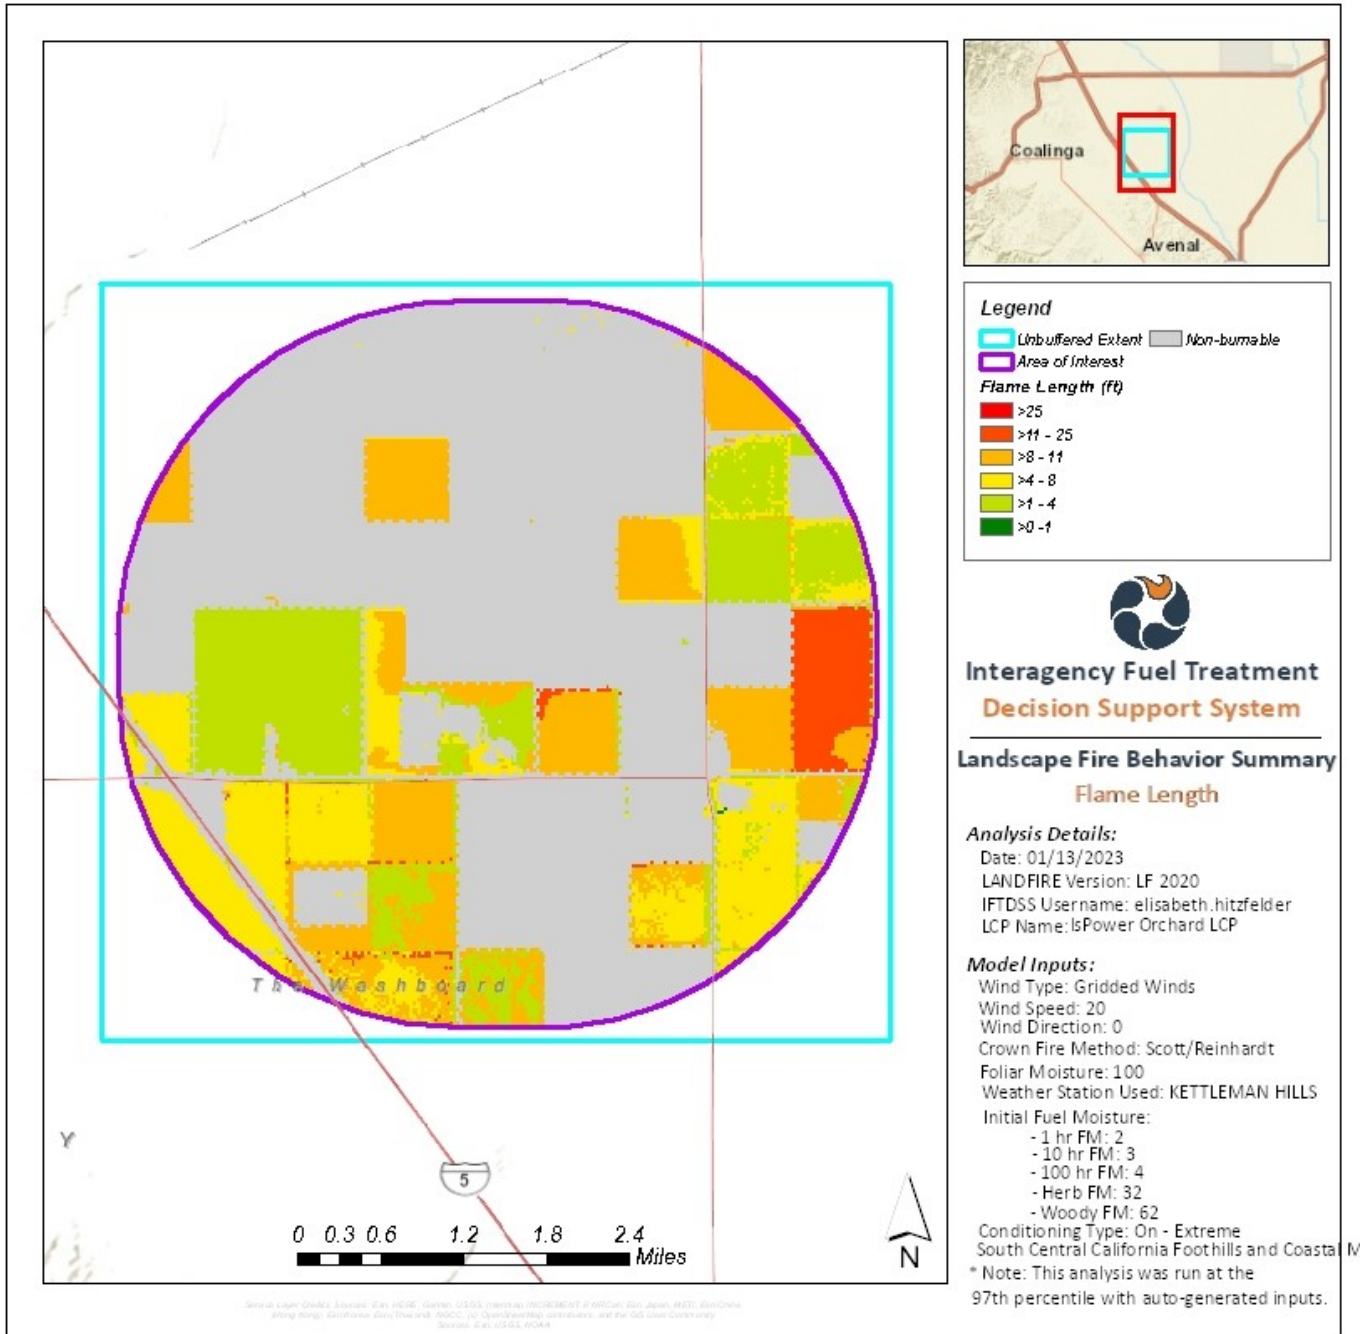 Coalinga
Avenal
Legend
Unbuffered Extent Non-burnable
Area of Interest
Flame Length (ft)
>25
>11 - 25
>8 - 11
>4 - 8
>1 - 4
>0 - 1
Interagency Fuel Treatment
Decision Support System
Landscape Fire Behavior Summary
Flame Length
Analysis Details:
Date: 01/13/2023
LANDFIRE Version: LF 2020
IFTDSS Username: elisabeth.hitzfelder
LCP Name: IsPower Orchard LCP
Model Inputs:
Wind Type: Gridded Winds
Wind Speed: 20
Wind Direction: 0
Crown Fire Method: Scott/Reinhardt
Foliar Moisture: 100
Weather Station Used: KETTLEMAN HILLS
Initial Fuel Moisture:
- 1 hr FM: 2
- 10 hr FM: 3
- 100 hr FM: 4
- Herb FM: 32
- Woody FM: 62
Conditioning Type: On - Extreme
South Central California Foothills and Coastal M
* Note: This analysis was run at the
97th percentile with auto-generated inputs.
The Washboard
Y
5
0 0.3 0.6 1.2 1.8 2.4
Miles
N